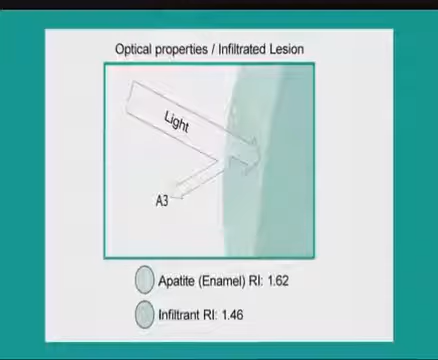 Optical properties / Infiltrated Lesion
Light
A3
Apatite (Enamel) RI: 1.62
Infiltrant RI: 1.46